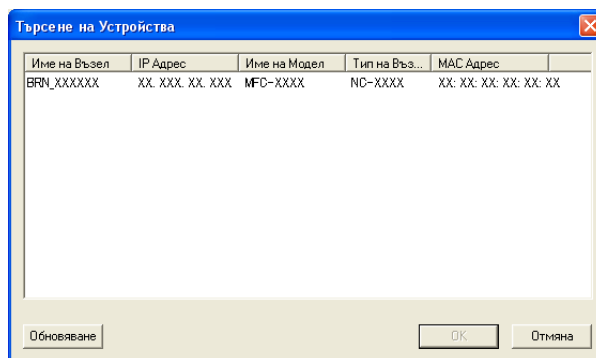 Търсене на Устройства
Име на Възел IP Адрес Име на Модел Тип на Въз... MAC Адрес
BRN_XXXXXX XX. XXX. XX. XXX MFC-XXXX NC-XXXX XX: XX: XX: XX: XX: XX
Обновяване OK Отмяна